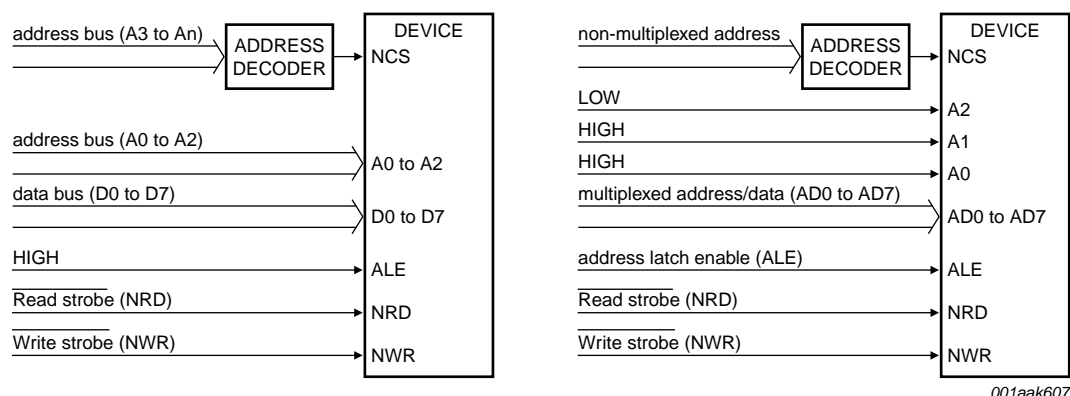 address bus (A3 to An)
ADDRESS
DECODER
DEVICE
NCS
address bus (A0 to A2)
A0 to A2
data bus (D0 to D7)
D0 to D7
HIGH
ALE
Read strobe (NRD)
NRD
Write strobe (NWR)
NWR
non-multiplexed address
ADDRESS
DECODER
DEVICE
NCS
LOW
A2
HIGH
A1
HIGH
A0
multiplexed address/data (AD0 to AD7)
AD0 to AD7
address latch enable (ALE)
ALE
Read strobe (NRD)
NRD
Write strobe (NWR)
NWR
001aak607